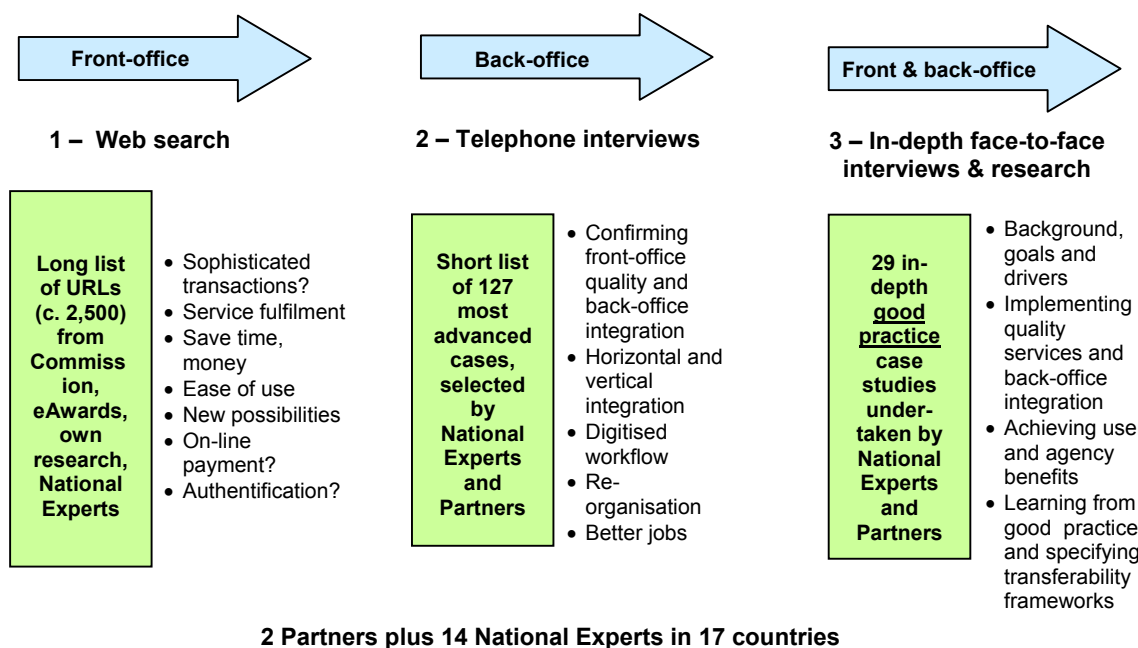 Front-office
Back-office
Front & back-office
1 – Web search
2 – Telephone interviews
3 – In-depth face-to-face
interviews & research
Long list
of URLs
(c. 2,500)
from
Commiss
ion,
eAwards,
own
research,
National
Experts
• Sophisticated
transactions?
• Service fulfilment
• Save time,
money
• Ease of use
• New possibilities
• On-line
payment?
• Authentification?
Short list
of 127
most
advanced
cases,
selected
by
National
Experts
and
Partners
• Confirming
front-office
quality and
back-office
integration
• Horizontal and
vertical
integration
• Digitised
workflow
• Re-
organisation
• Better jobs
29 in-
depth
good
practice
case
studies
under-
taken by
National
Experts
and
Partners
• Background,
goals and
drivers
• Implementing
quality
services and
back-office
integration
• Achieving use
and agency
benefits
• Learning from
good practice
and specifying
transferability
frameworks
2 Partners plus 14 National Experts in 17 countries